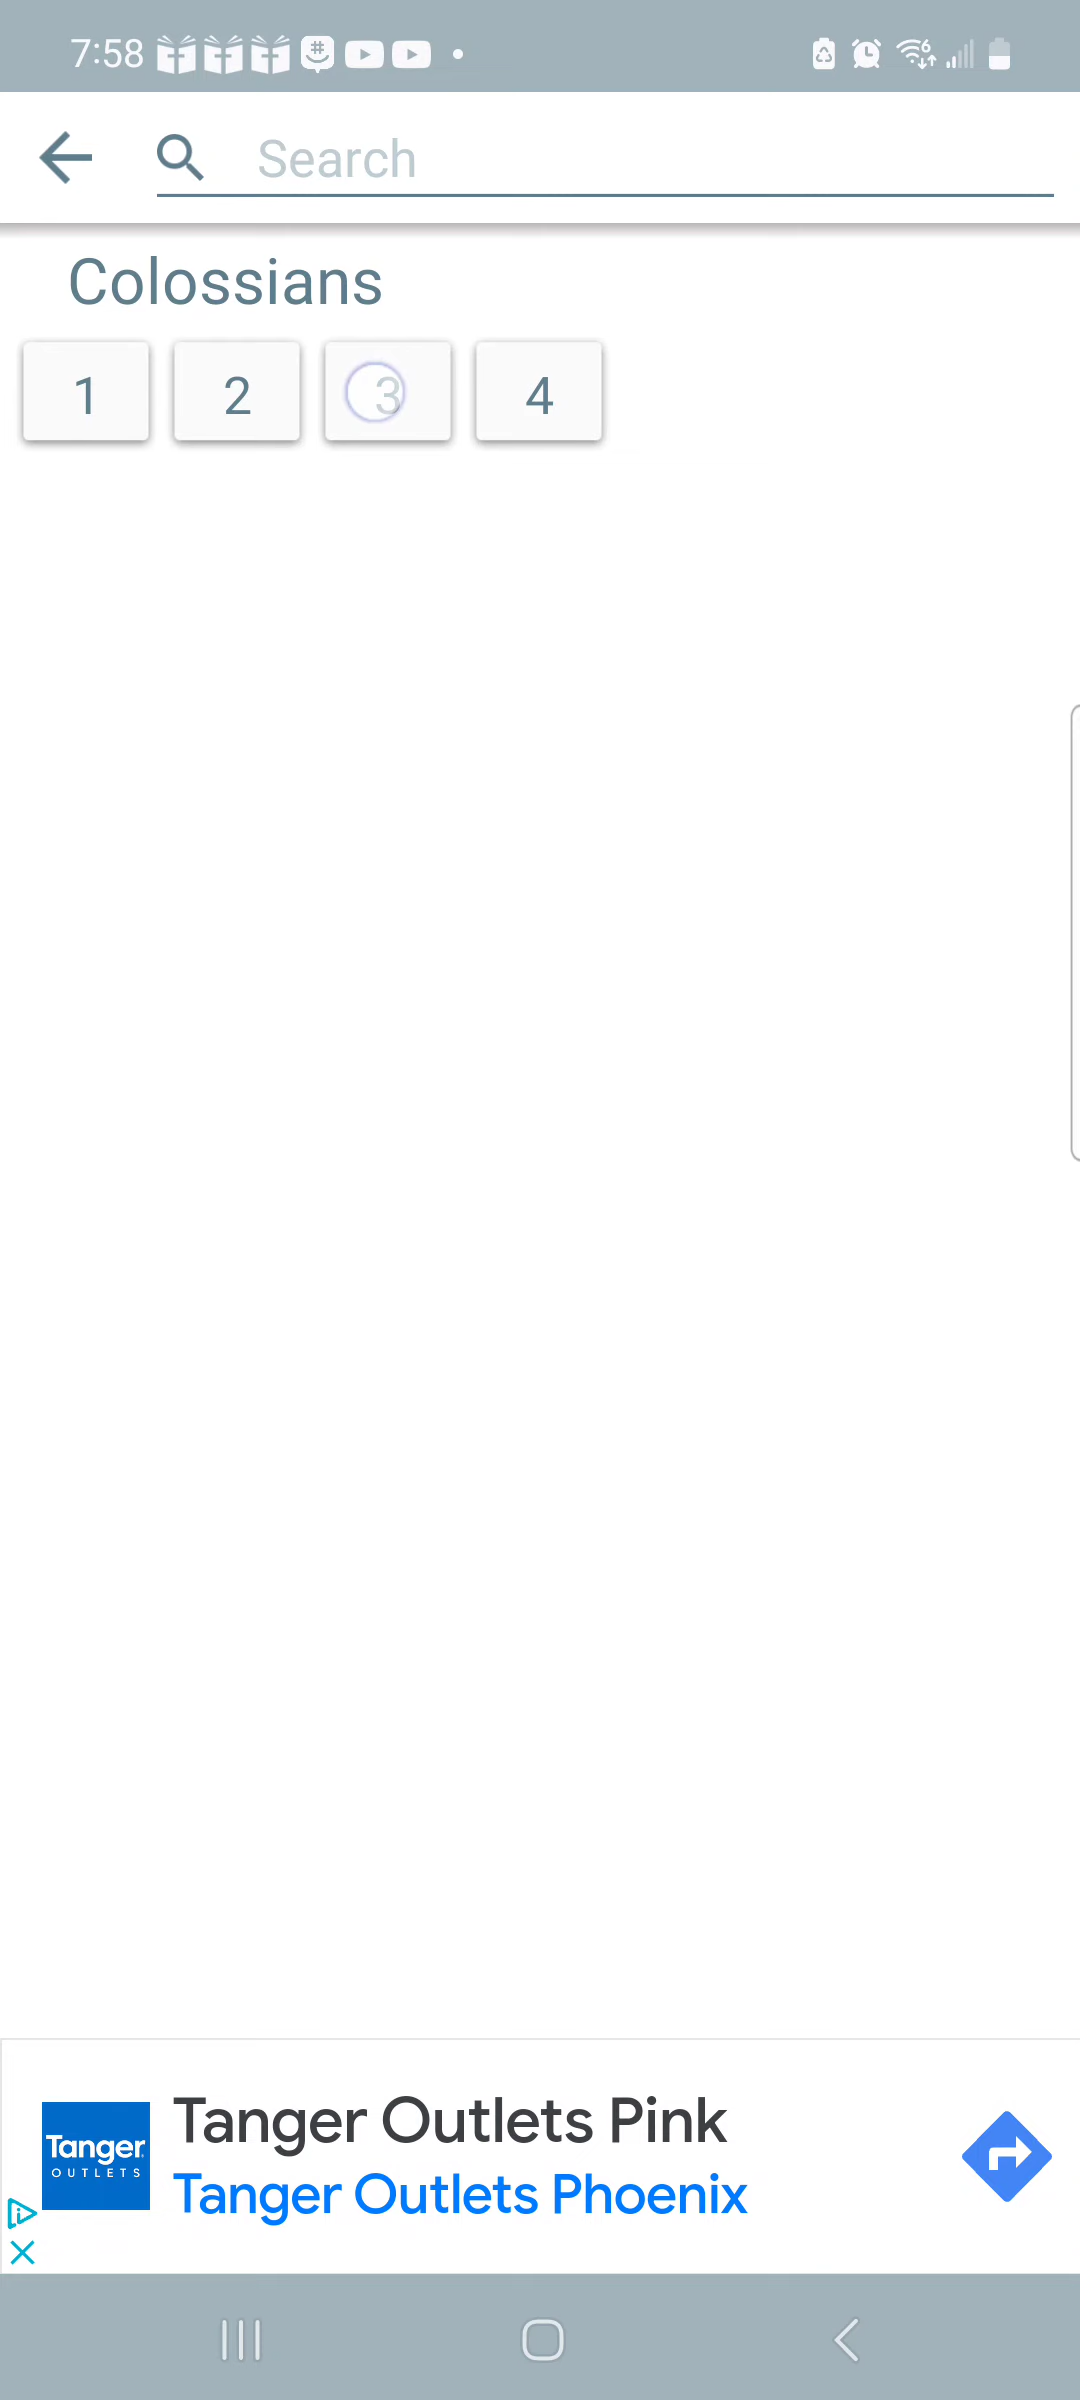 7:58
Search
Colossians
1 2 3 4
Tanger Outlets Pink
Tanger
OUTLETS
Tanger Outlets Phoenix